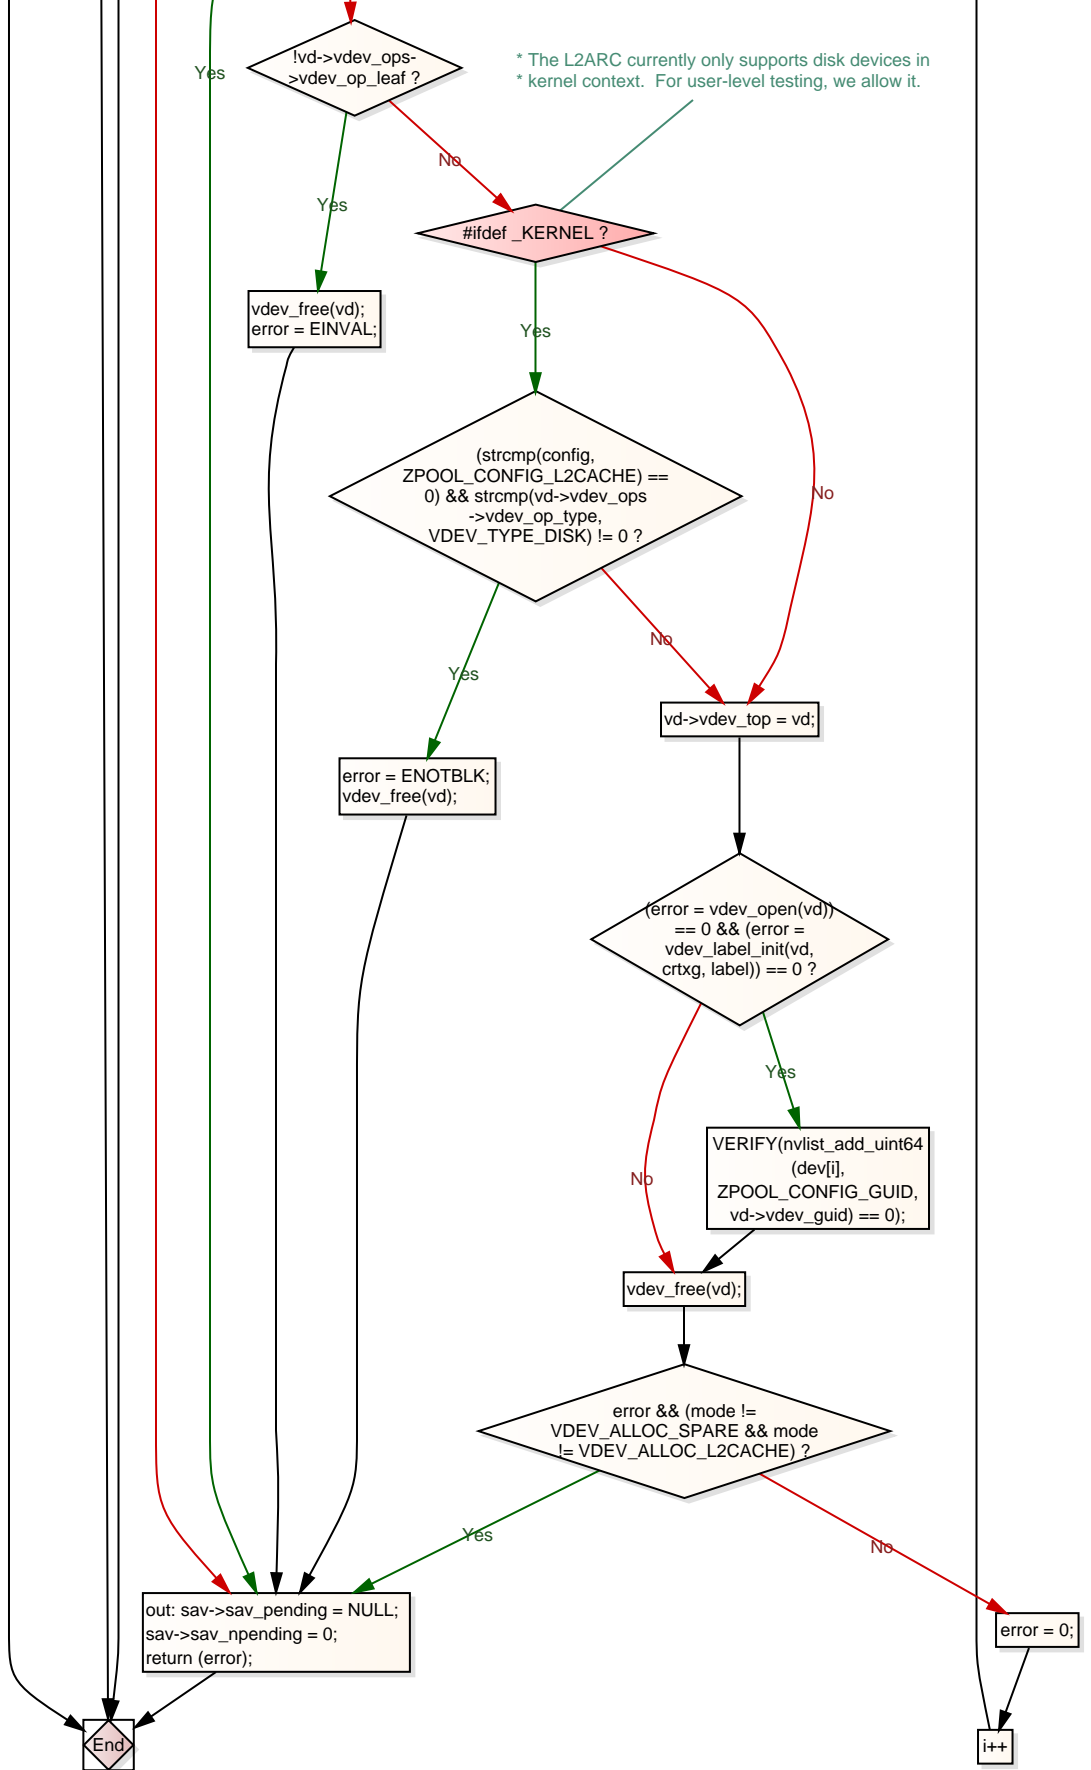 !vd->vdev_ops-
>vdev_op_leaf ?
* The L2ARC currently only supports disk devices in
* kernel context.  For user-level testing, we allow it.
Yes
No
Yes
#ifdef _KERNEL ?
vdev_free(vd);
error = EINVAL;
Yes
(strcmp(config,
ZPOOL_CONFIG_L2CACHE) ==
0) && strcmp(vd->vdev_ops
->vdev_op_type,
VDEV_TYPE_DISK) != 0 ?
No
No
Yes
vd->vdev_top = vd;
error = ENOTBLK;
vdev_free(vd);
(error = vdev_open(vd))
== 0 && (error =
vdev_label_init(vd,
crtxg, label)) == 0 ?
Yes
No
VERIFY(nvlist_add_uint64
(dev[i],
ZPOOL_CONFIG_GUID,
vd->vdev_guid) == 0);
vdev_free(vd);
error && (mode !=
VDEV_ALLOC_SPARE && mode
!= VDEV_ALLOC_L2CACHE) ?
Yes
No
out: sav->sav_pending = NULL;
sav->sav_npending = 0;
return (error);
error = 0;
End
i++